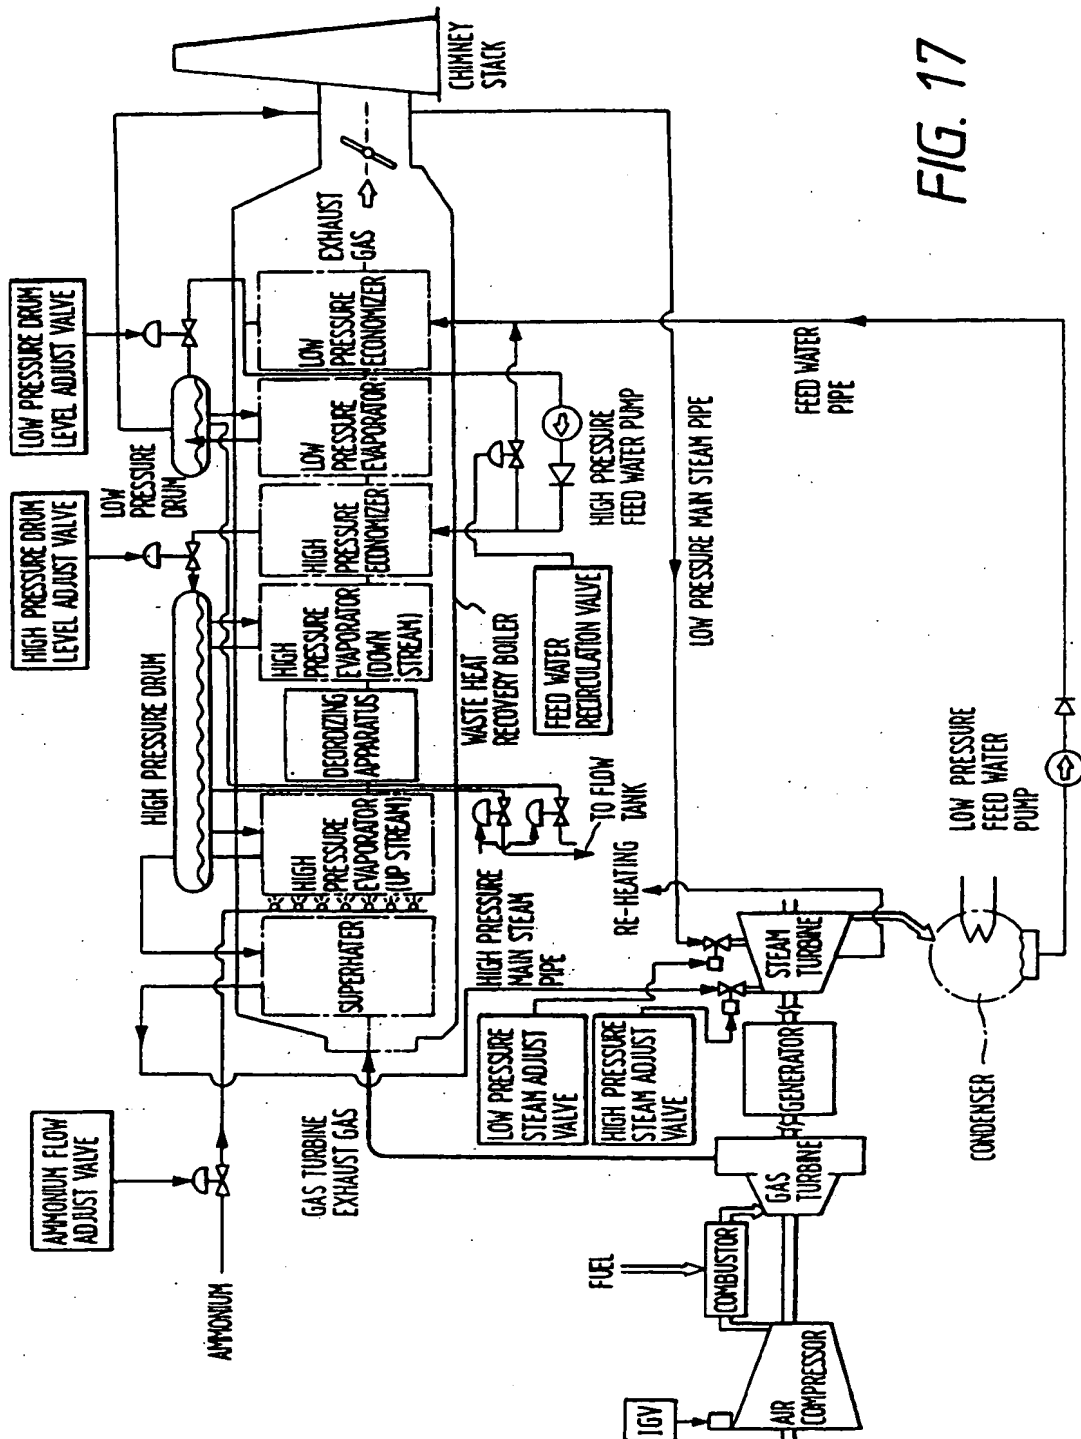 LOW PRESSURE DRUM
LEVEL ADJUST VALVE
HIGH PRESSURE DRUM
LEVEL ADJUST VALVE
AMMONIUM FLOW
ADJUST VALVE
AMMONIUM
LOW
PRESSURE
DRUM
HIGH PRESSURE DRUM
CHIMNEY
STACK
EXHAUST
GAS
LOW
PRESSURE
ECONOMIZER
LOW
PRESSURE
EVAPORATOR
HIGH
PRESSURE
ECONOMIZER
HIGH
PRESSURE
EVAPORATOR
(DOWN
STREAM)
DEORDIZING
APPARATUS
HIGH
PRESSURE
EVAPORATOR
(UP STREAM)
SUPERHATER
GAS TURBINE
EXHAUST GAS
WASTE HEAT
RECOVERY BOILER
HIGH PRESSURE
FEED WATER PUMP
FEED WATER
RECIRCULATION VALVE
TO FLOW
TANK
HIGH PRESSURE
MAIN STEAM
PIPE
RE-HEATING
LOW PRESSURE MAIN STEAM PIPE
FEED WATER
PIPE
LOW PRESSURE
STEAM ADJUST
VALVE
HIGH PRESSURE
STEAM ADJUST
VALVE
FUEL
COMBUSTOR
IGV
AIR
COMPRESSOR
GAS
TURBINE
GENERATOR
STEAM
TURBINE
CONDENSER
LOW PRESSURE
FEED WATER
PUMP
FIG. 17